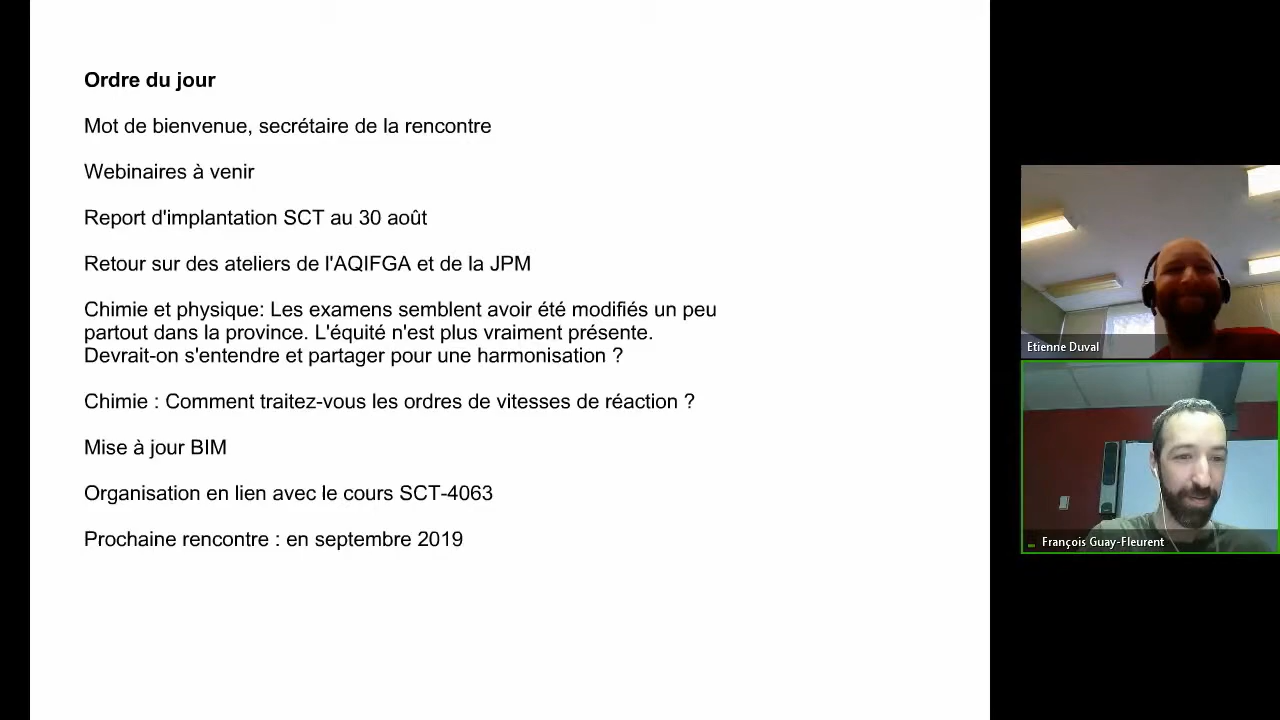 Ordre du jour
Mot de bienvenue, secrétaire de la rencontre
Webinaires à venir
Report d'implantation SCT au 30 août
Retour sur des ateliers de l'AQIFGA et de la JPM
Chimie et physique: Les examens semblent avoir été modifiés un peu
partout dans la province. L'équité n'est plus vraiment présente.
Devrait-on s'entendre et partager pour une harmonisation ?
Chimie : Comment traitez-vous les ordres de vitesses de réaction ?
Mise à jour BIM
Organisation en lien avec le cours SCT-4063
Prochaine rencontre : en septembre 2019
Etienne Duval
François Guay-Fleurent